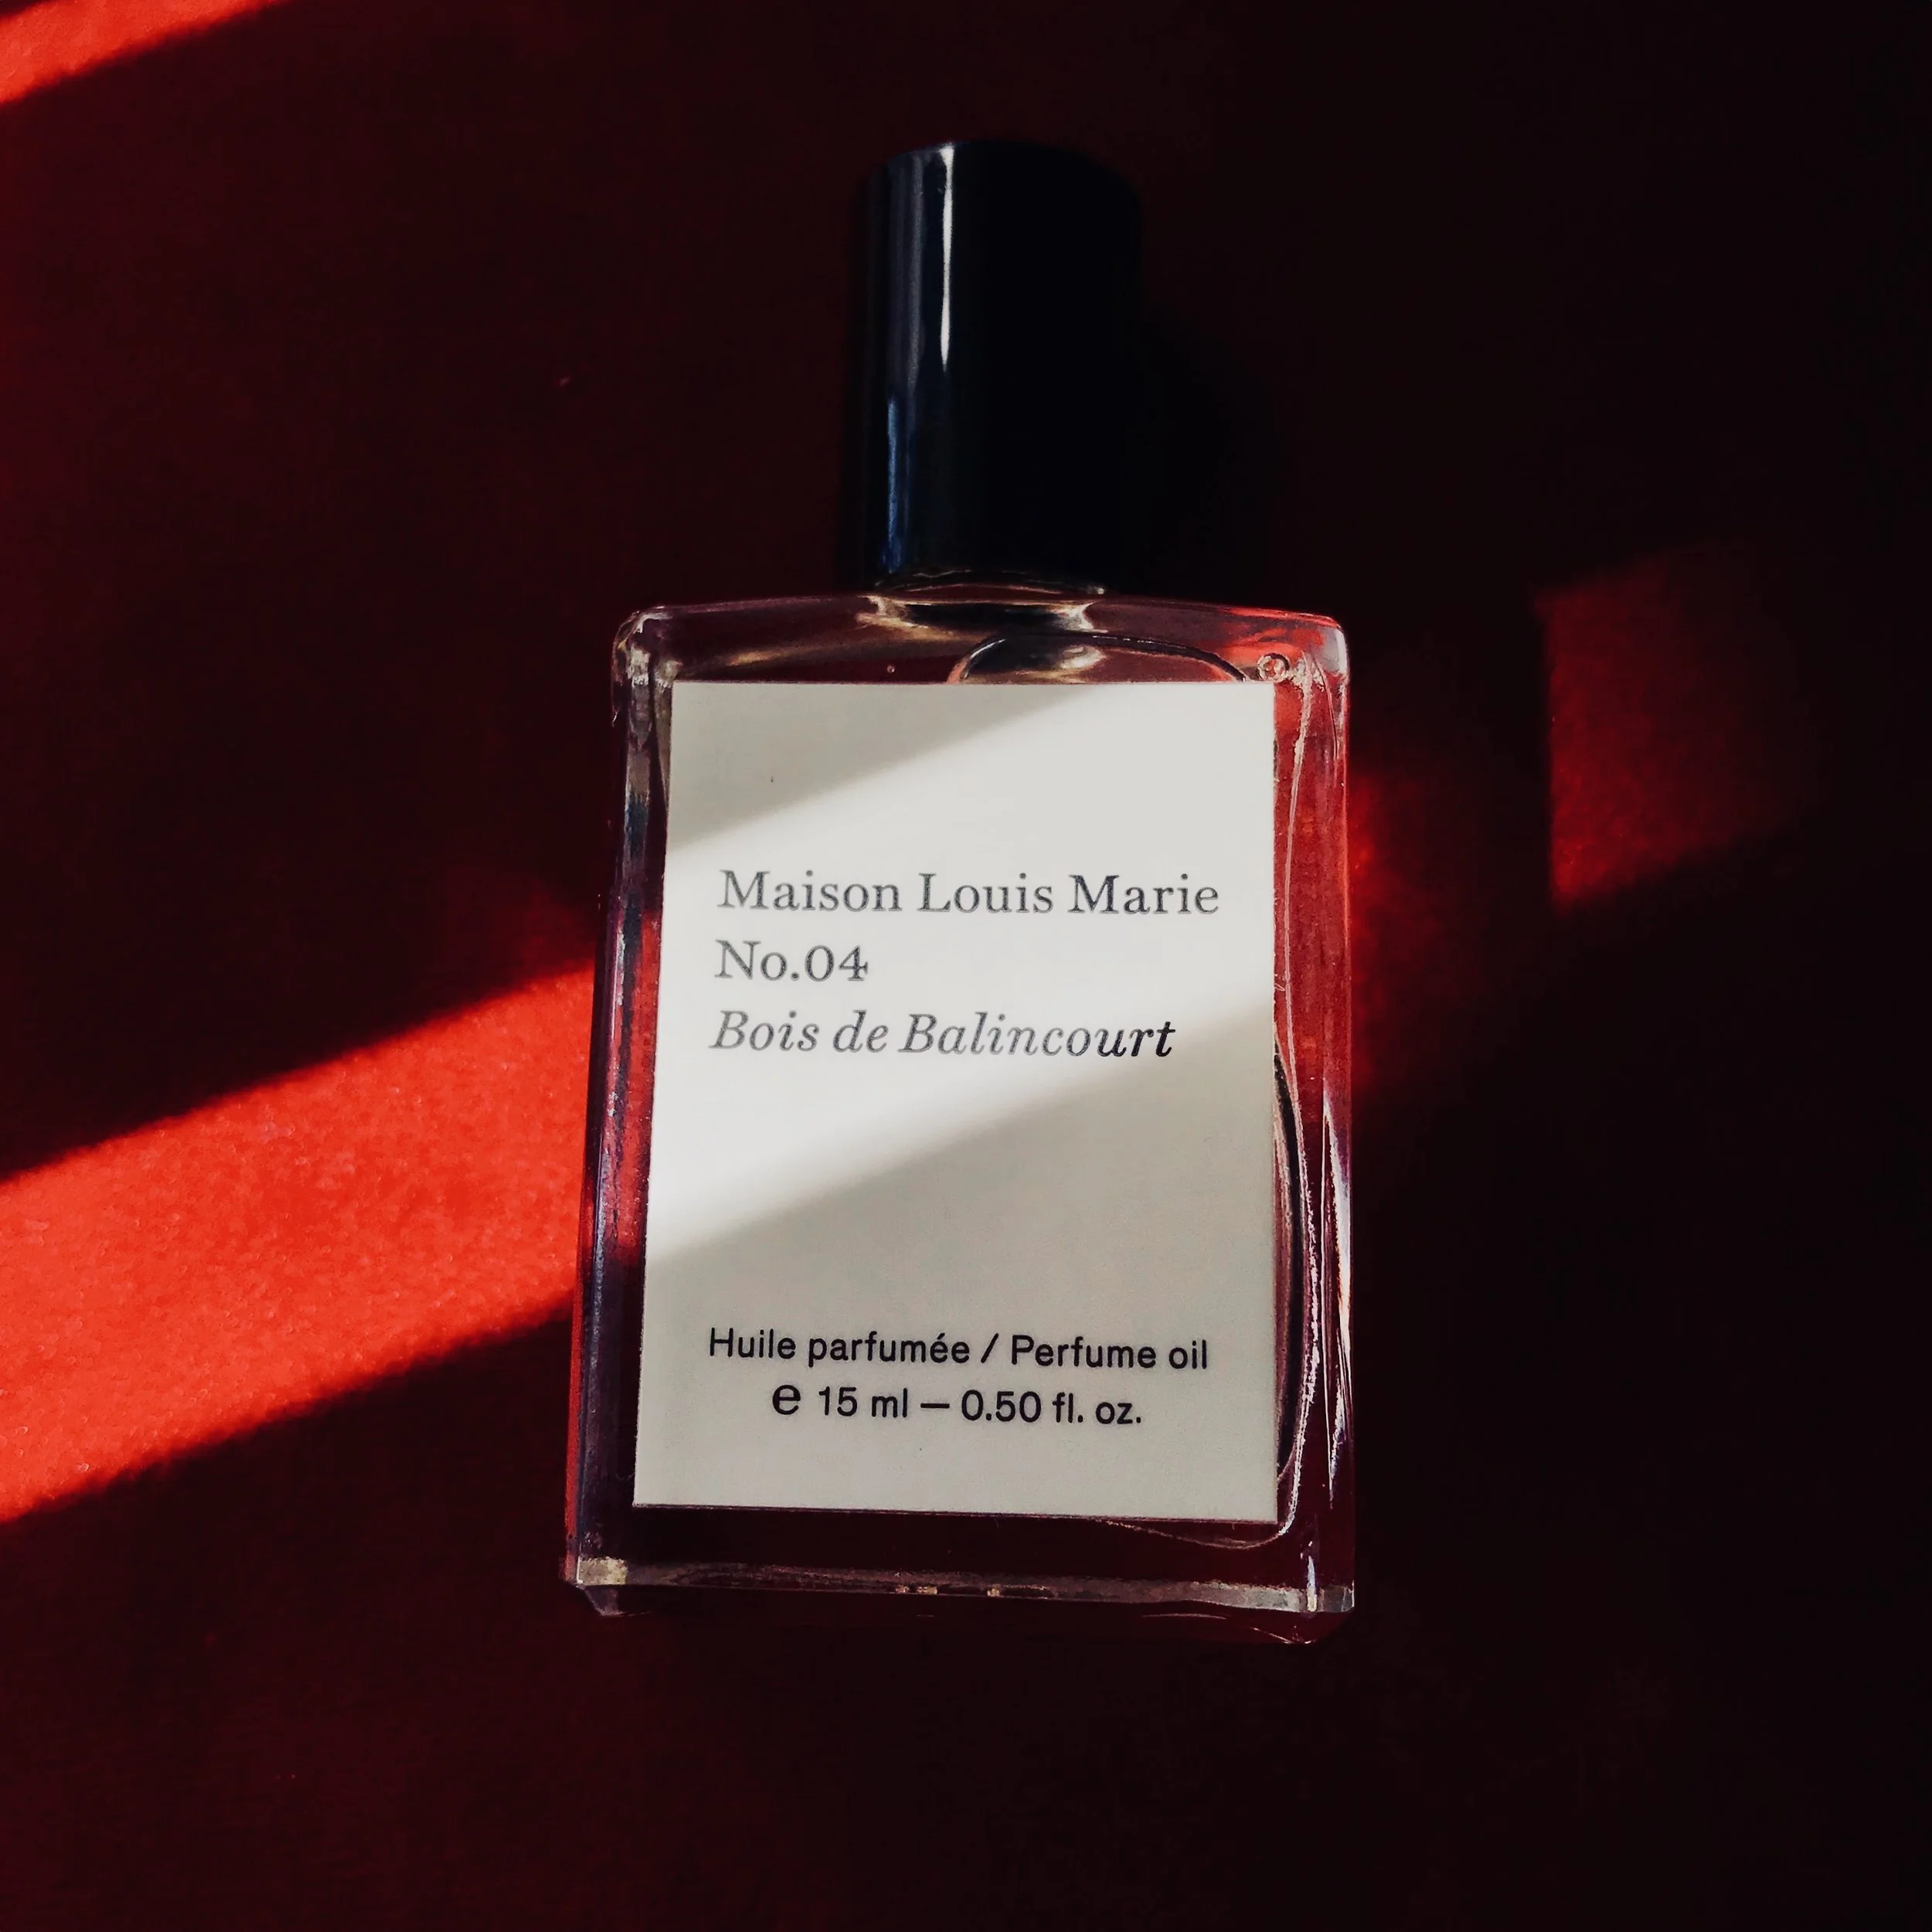 Maison Louis Marie
No.04
Bois de Balincourt
Huile parfumée / Perfume oil
℮ 15 ml — 0.50 fl. oz.